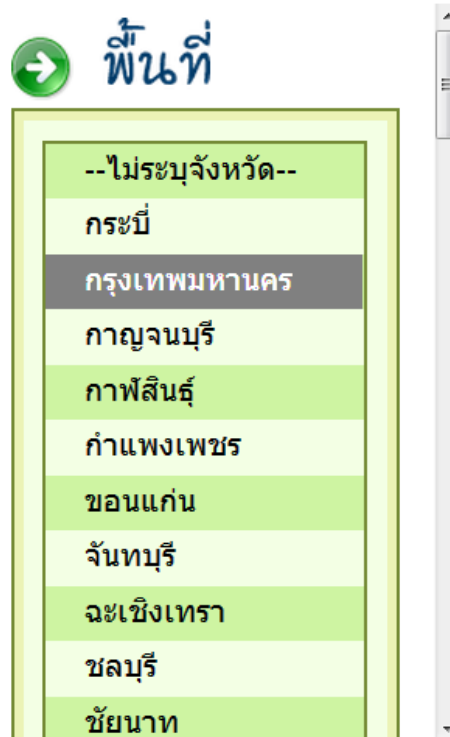 พื้นที่
--ไม่ระบุจังหวัด--
กระบี่
กรุงเทพมหานคร
กาญจนบุรี
กาฬสินธุ์
กำแพงเพชร
ขอนแก่น
จันทบุรี
ฉะเชิงเทรา
ชลบุรี
ชัยนาท